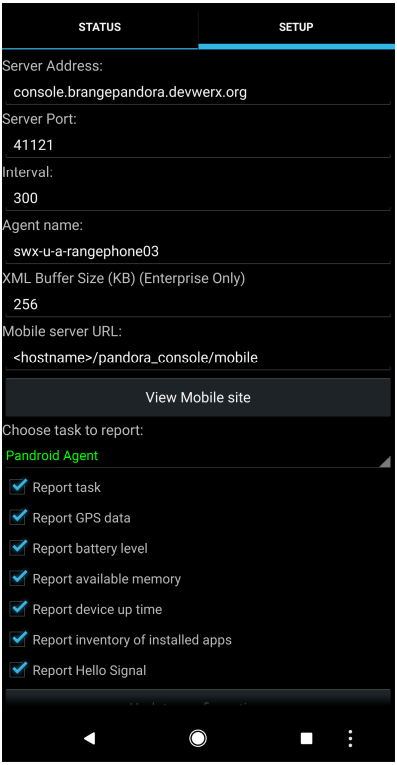 STATUS SETUP
Server Address:
console.brangepandora.devwerx.org
Server Port:
41121
Interval:
300
Agent name:
swx-u-a-rangephone03
XML Buffer Size (KB) (Enterprise Only)
256
Mobile server URL:
<hostname>/pandora_console/mobile
View Mobile site
Choose task to report:
Pandroid Agent
Report task
Report GPS data
Report battery level
Report available memory
Report device up time
Report inventory of installed apps
Report Hello Signal